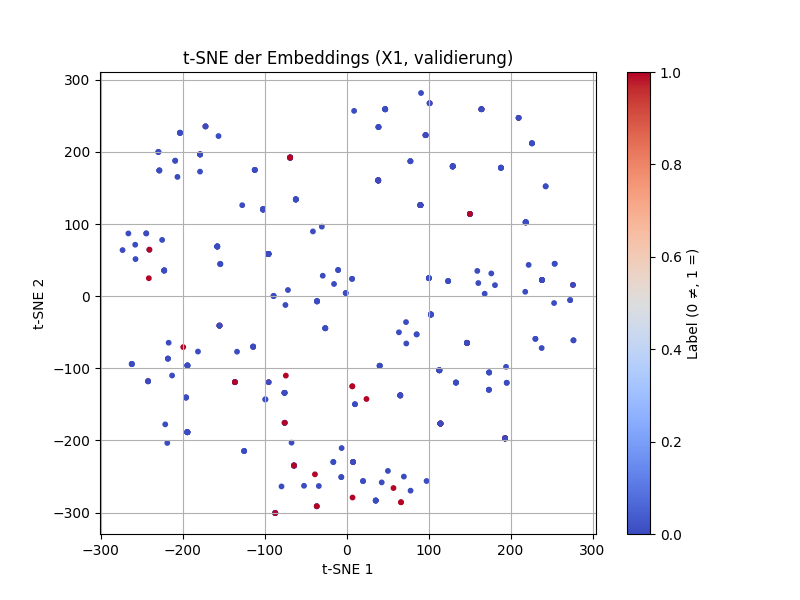 t-SNE der Embeddings (X1, validierung)
300
200
100
0
−100
−200
−300
t-SNE 2
−300 −200 −100 0 100 200 300
t-SNE 1
1.0
0.8
0.6
0.4
0.2
0.0
Label (0 ≠, 1 =)